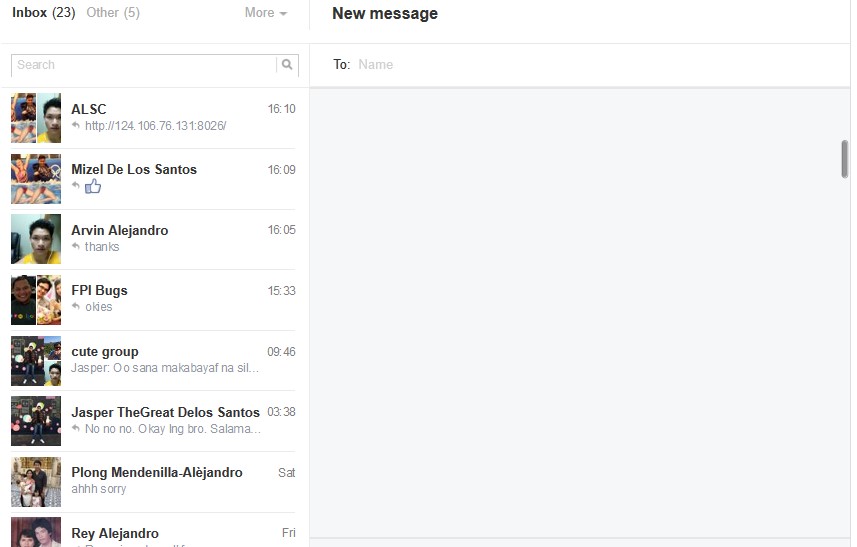 Inbox (23) Other (5) More
New message
Search
To: Name
ALSC 16:10
http://124.106.76.131:8026/
Mizel De Los Santos 16:09
Arvin Alejandro 16:05
thanks
FPI Bugs 15:33
okies
cute group 09:46
Jasper: Oo sana makabayaf na sil...
Jasper TheGreat Delos Santos 03:38
No no no. Okay lng bro. Salama...
Plong Mendenilla-Alèjandro Sat
ahhh sorry
Rey Alejandro Fri